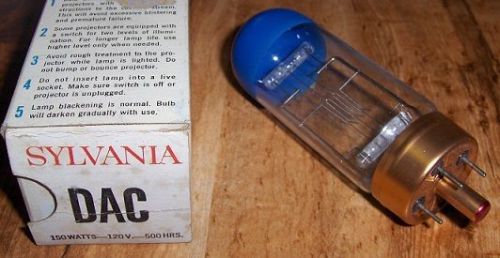 projectors with
directions to the
This will avoid excessive blistering
and premature failure.
2 Some projectors are equipped with
a switch for two levels of illumi-
nation. For longer lamp life use
higher level only when needed.
3 Avoid rough treatment to the pro-
jector while lamp is lighted. Do
not bump or bounce projector.
4 Do not insert lamp into a live
socket. Make sure switch is off or
projector is unplugged.
5 Lamp blackening is normal. Bulb
will darken gradually with use.
SYLVANIA
DAC
150 WATTS—120V—500 HRS.